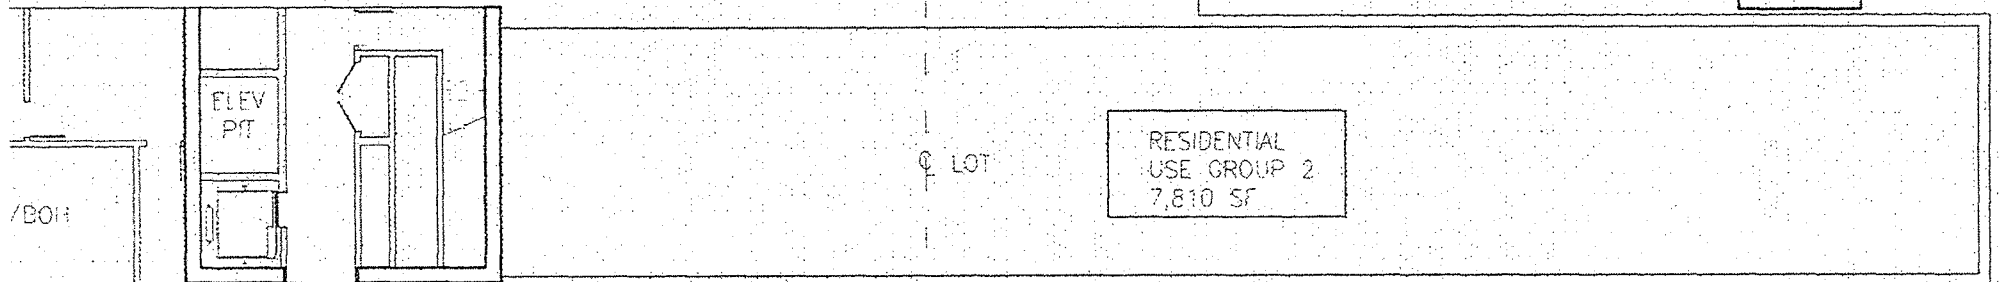 ELEV
PIT
/BOH
℄ LOT
RESIDENTIAL
USE GROUP 2
7,810 SF